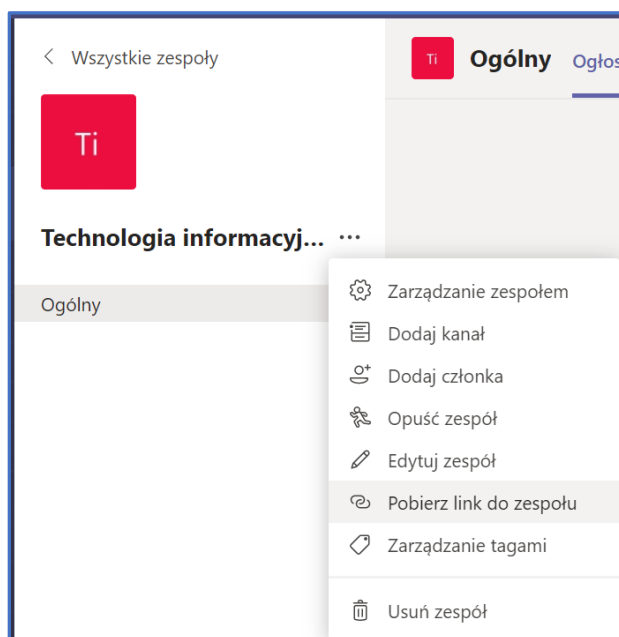 Wszystkie zespoły
Ti
Ogólny
Ti
Technologia informacyj...
Ogólny
Zarządzanie zespołem
Dodaj kanał
Dodaj członka
Opuść zespół
Edytuj zespół
Pobierz link do zespołu
Zarządzanie tagami
Usuń zespół